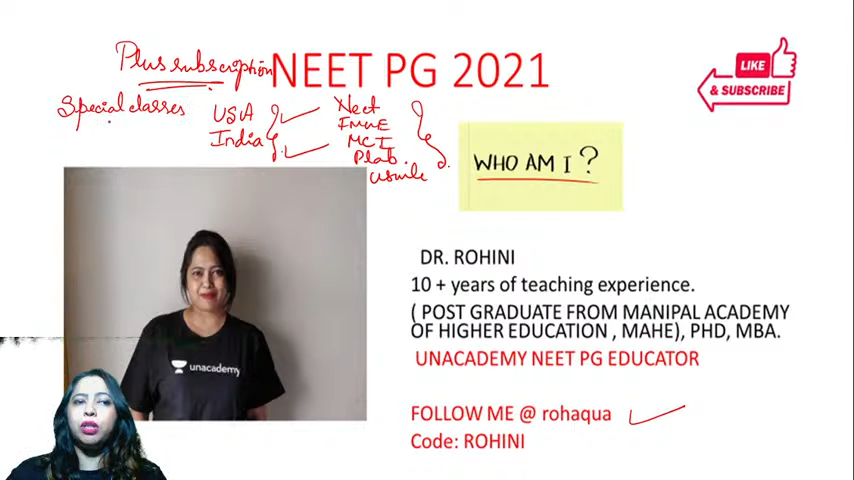 Plus subscription
NEET PG 2021
Special classes
USA
India
Neet
FMGE
MCI
Plab.
usmle
LIKE
& SUBSCRIBE
WHO AM I?
unacademy
DR. ROHINI
10 + years of teaching experience.
( POST GRADUATE FROM MANIPAL ACADEMY
OF HIGHER EDUCATION , MAHE), PHD, MBA.
UNACADEMY NEET PG EDUCATOR
FOLLOW ME @ rohaqua
Code: ROHINI